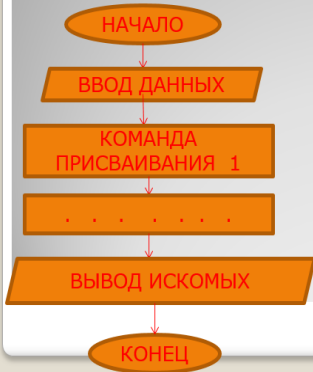 НАЧАЛО
ВВОД ДАННЫХ
КОМАНДА
ПРИСВАИВАНИЯ 1
. . . . . . .
ВЫВОД ИСКОМЫХ
КОНЕЦ